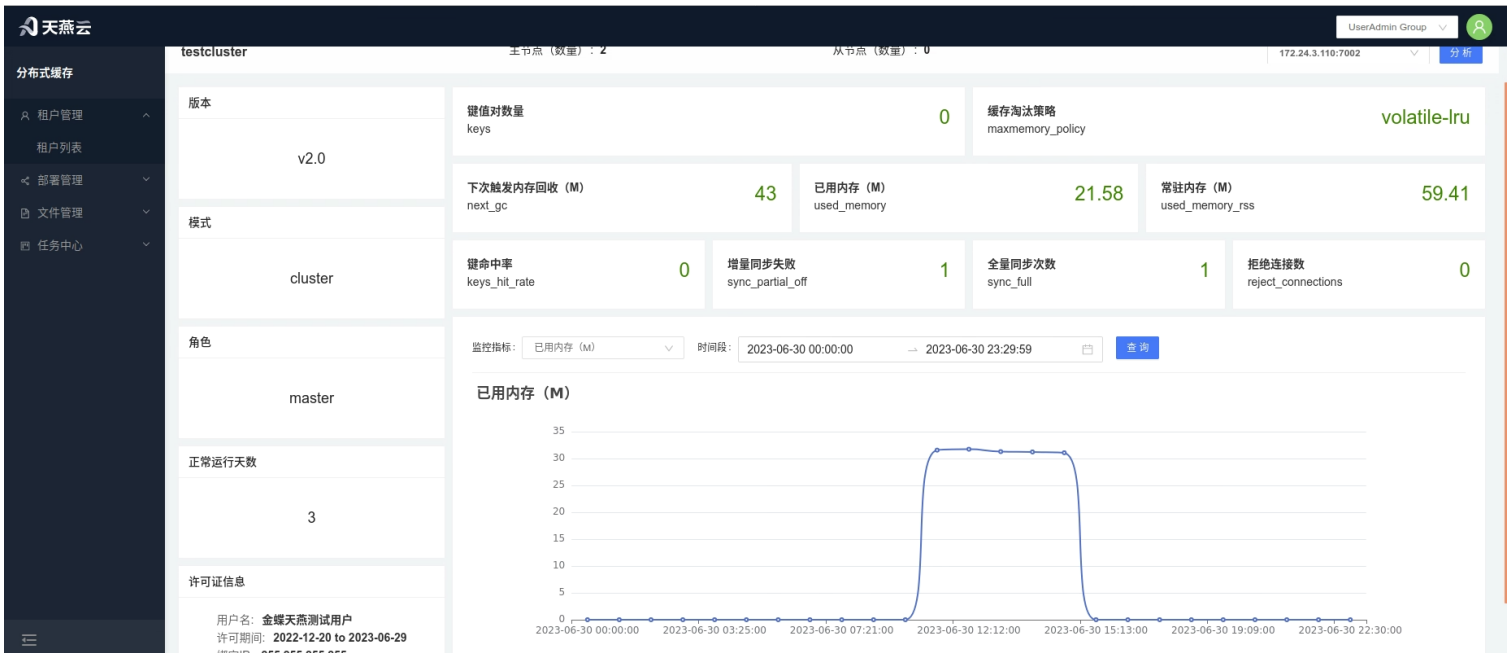 天燕云
UserAdmin Group
分布式缓存
租户管理
租户列表
部署管理
文件管理
任务中心
testcluster
主节点（数量）: 2
从节点（数量）: 0
172.24.3.110:7002
分 析
版本
v2.0
模式
cluster
角色
master
正常运行天数
3
许可证信息
用户名: 金蝶天燕测试用户
许可期间: 2022-12-20 to 2023-06-29
键值对数量
keys
0
缓存淘汰策略
maxmemory_policy
volatile-lru
下次触发内存回收（M）
next_gc
43
已用内存（M）
used_memory
21.58
常驻内存（M）
used_memory_rss
59.41
键命中率
keys_hit_rate
0
增量同步失败
sync_partial_off
1
全量同步次数
sync_full
1
拒绝连接数
reject_connections
0
监控指标: 已用内存（M） 时间段: 2023-06-30 00:00:00 → 2023-06-30 23:29:59 查 询
已用内存（M）
35
30
25
20
15
10
5
0
2023-06-30 00:00:00 2023-06-30 03:25:00 2023-06-30 07:21:00 2023-06-30 12:12:00 2023-06-30 15:13:00 2023-06-30 19:09:00 2023-06-30 22:30:00